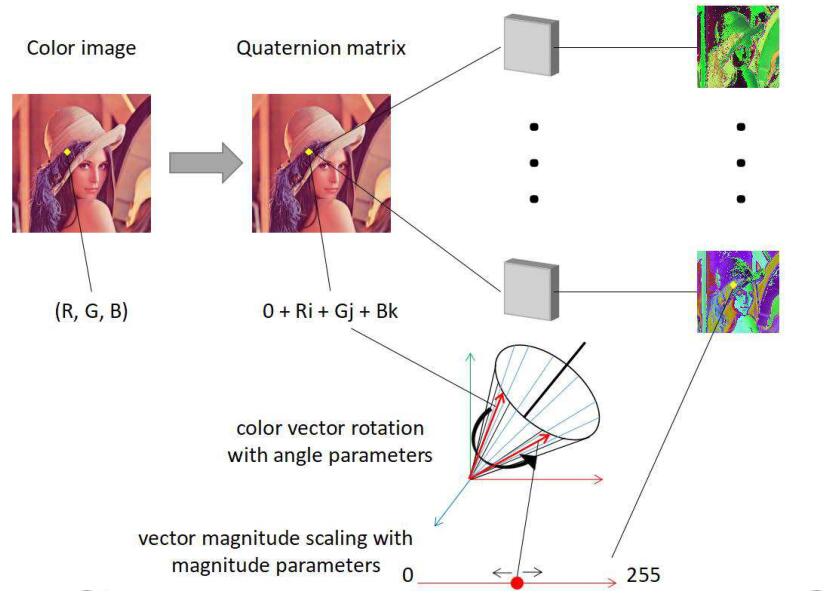 Color image
Quaternion matrix
(R, G, B)
0 + Ri + Gj + Bk
color vector rotation
with angle parameters
vector magnitude scaling with
magnitude parameters
0
255